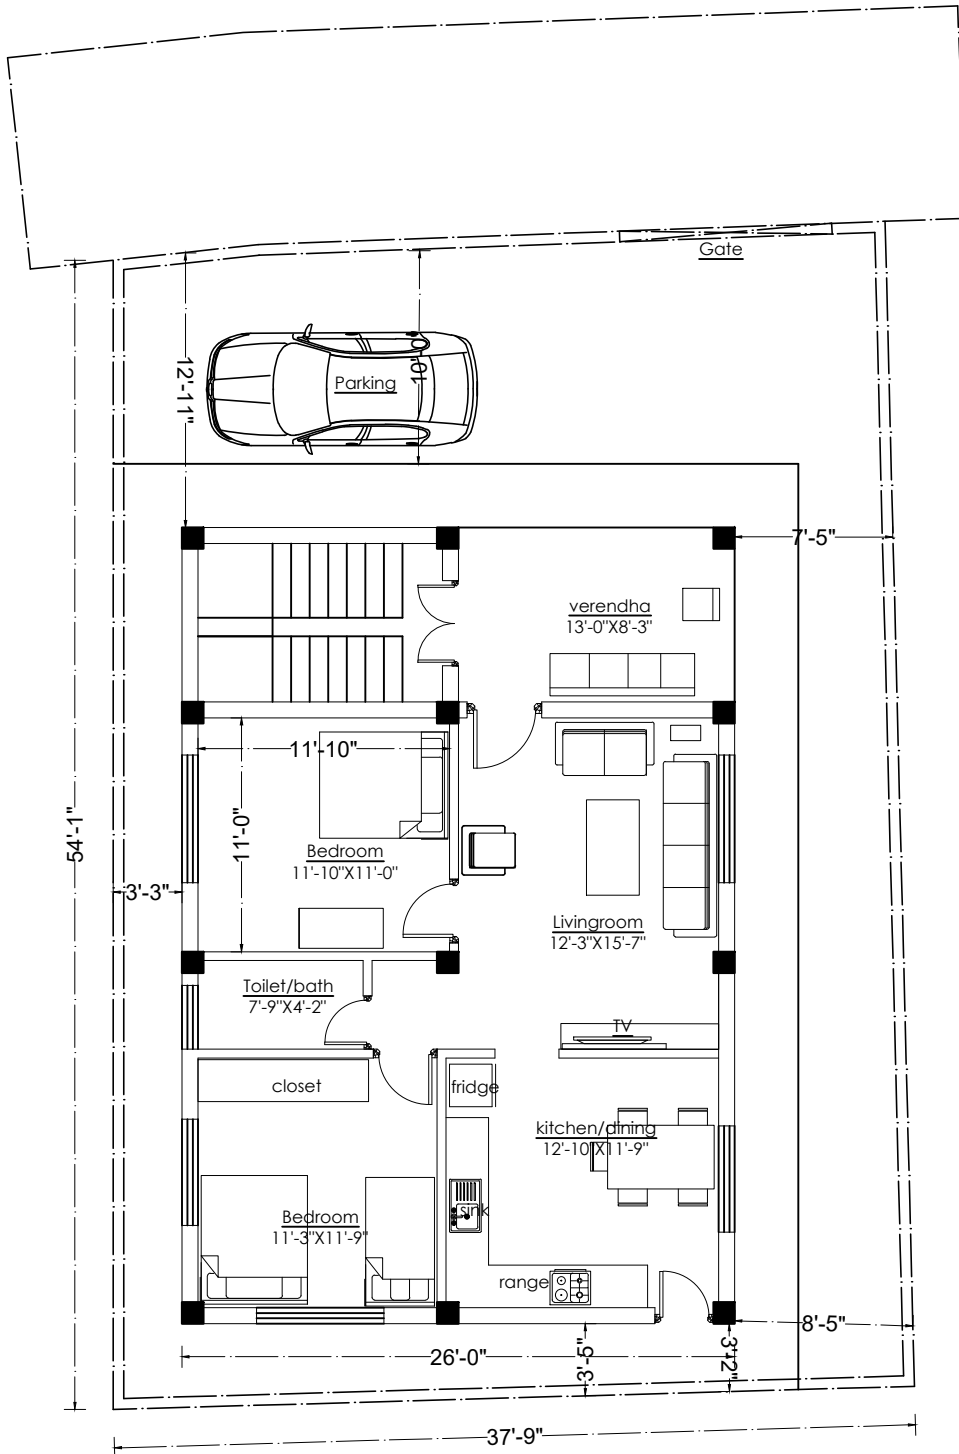 Gate
12'-11"
10'-0
Parking
7'-5"
verendha
13'-0"X8'-3"
11'-10"
11'-0"
54'-1"
Bedroom
11'-10"X11'-0"
3'-3"
Livingroom
12'-3"X15'-7"
Toilet/bath
7'-9"X4'-2"
TV
closet
fridge
kitchen/dining
12'-10"X11'-9"
sink
Bedroom
11'-3"X11'-9"
range
8'-5"
3'-5"
3'-2"
26'-0"
37'-9"